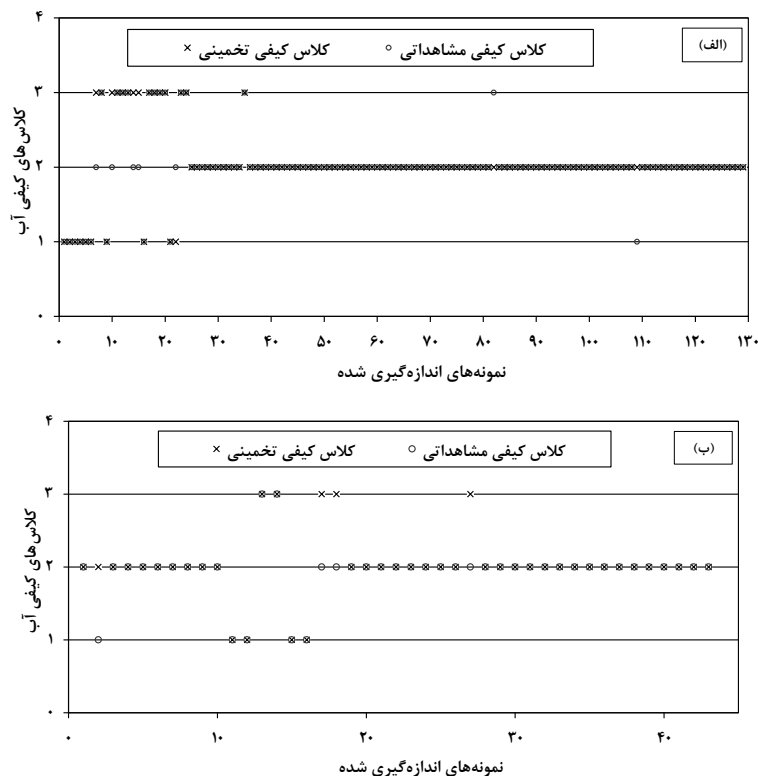 ۴
کلاس کیفی مشاهداتی ○ کلاس کیفی تخمینی ×
(الف)
۳
۲
۱
۰
کلاس‌های کیفی آب
۰ ۱۰ ۲۰ ۳۰ ۴۰ ۵۰ ۶۰ ۷۰ ۸۰ ۹۰ ۱۰۰ ۱۱۰ ۱۲۰ ۱۳۰
نمونه‌های اندازه‌گیری شده
۴
کلاس کیفی مشاهداتی ○ کلاس کیفی تخمینی ×
(ب)
۳
۲
۱
۰
کلاس‌های کیفی آب
۰ ۱۰ ۲۰ ۳۰ ۴۰
نمونه‌های اندازه‌گیری شده